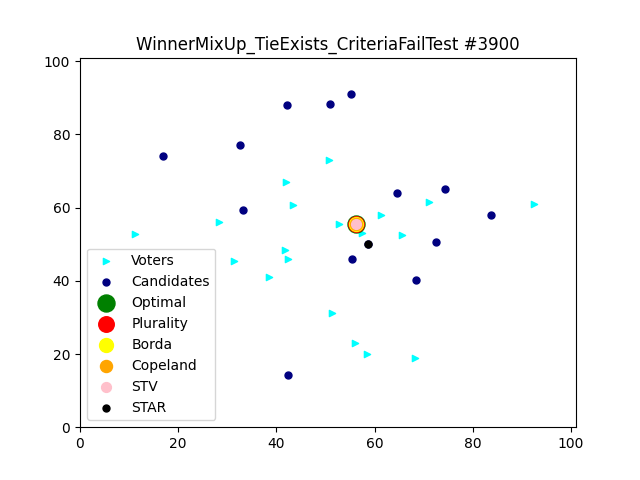 WinnerMixUp_TieExists_CriteriaFailTest #3900
100
80
60
40
20
0
Voters
Candidates
Optimal
Plurality
Borda
Copeland
STV
STAR
0 20 40 60 80 100